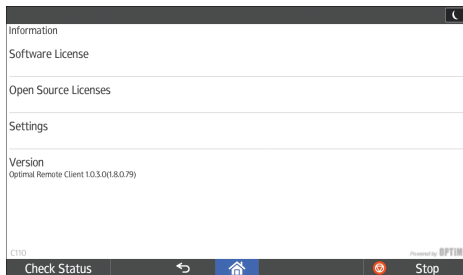 Information
Software License
Open Source Licenses
Settings
Version
Optimal Remote Client 1.0.3.0(1.8.0.79)
C110
Powered by OPTiM
Check Status
Stop